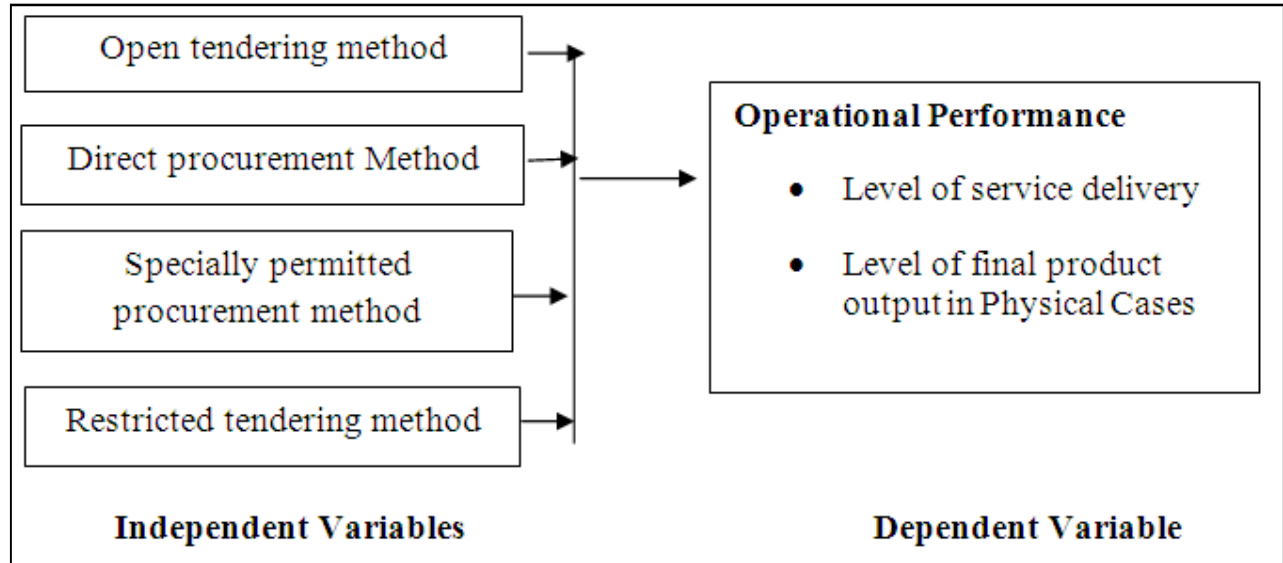 Open tendering method
Direct procurement Method
Specially permitted
procurement method
Restricted tendering method
Independent Variables
Operational Performance
• Level of service delivery
• Level of final product
output in Physical Cases
Dependent Variable